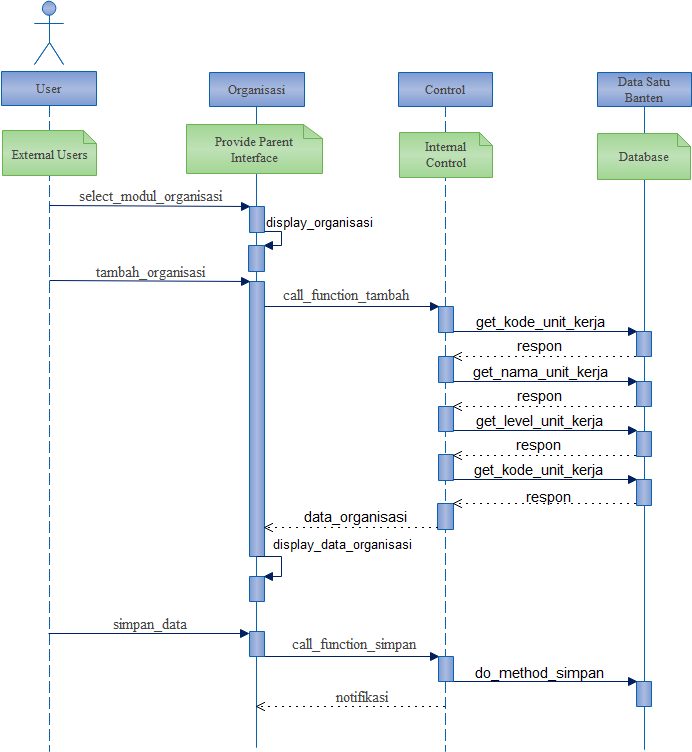 User
Organisasi
Control
Data Satu
Banten
External Users
Provide Parent
Interface
Internal
Control
Database
select_modul_organisasi
display_organisasi
tambah_organisasi
call_function_tambah
get_kode_unit_kerja
respon
get_nama_unit_kerja
respon
get_level_unit_kerja
respon
get_kode_unit_kerja
respon
data_organisasi
display_data_organisasi
simpan_data
call_function_simpan
do_method_simpan
notifikasi